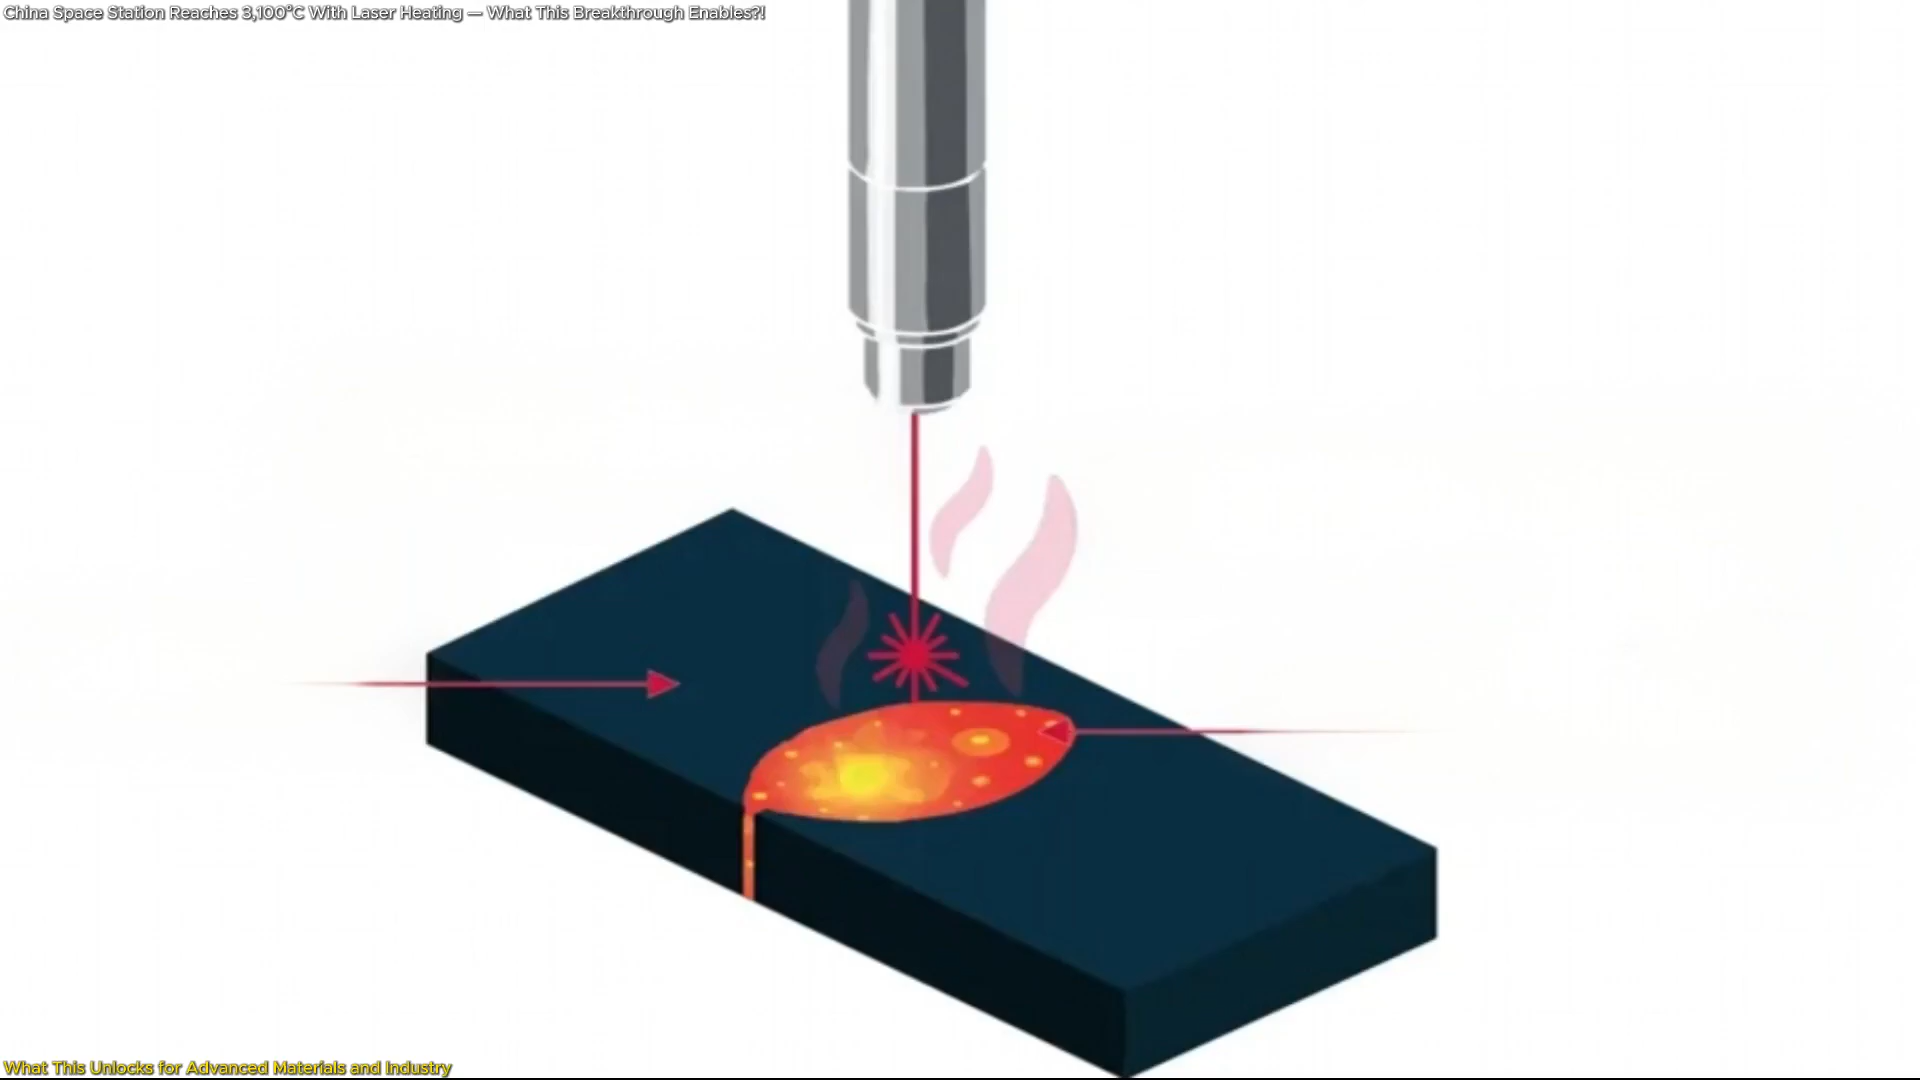 China Space Station Reaches 3,100°C With Laser Heating — What This Breakthrough Enables?!
What This Unlocks for Advanced Materials and Industry